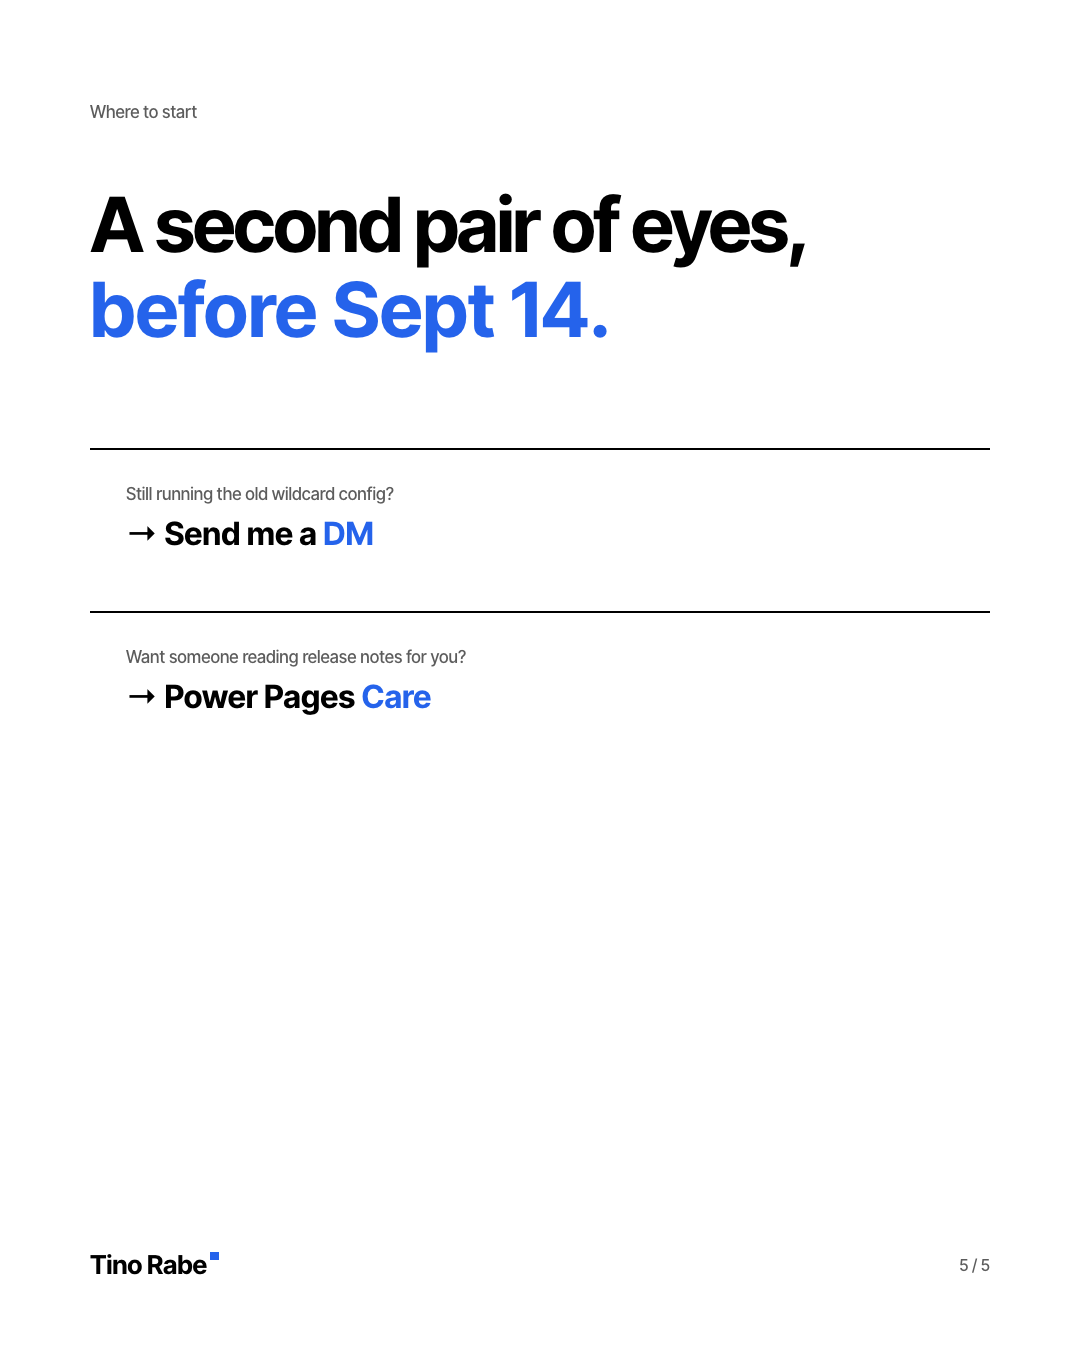 Where to start
A second pair of eyes,
before Sept 14.
Still running the old wildcard config?
→ Send me a DM
Want someone reading release notes for you?
→ Power Pages Care
Tino Rabe
5 / 5